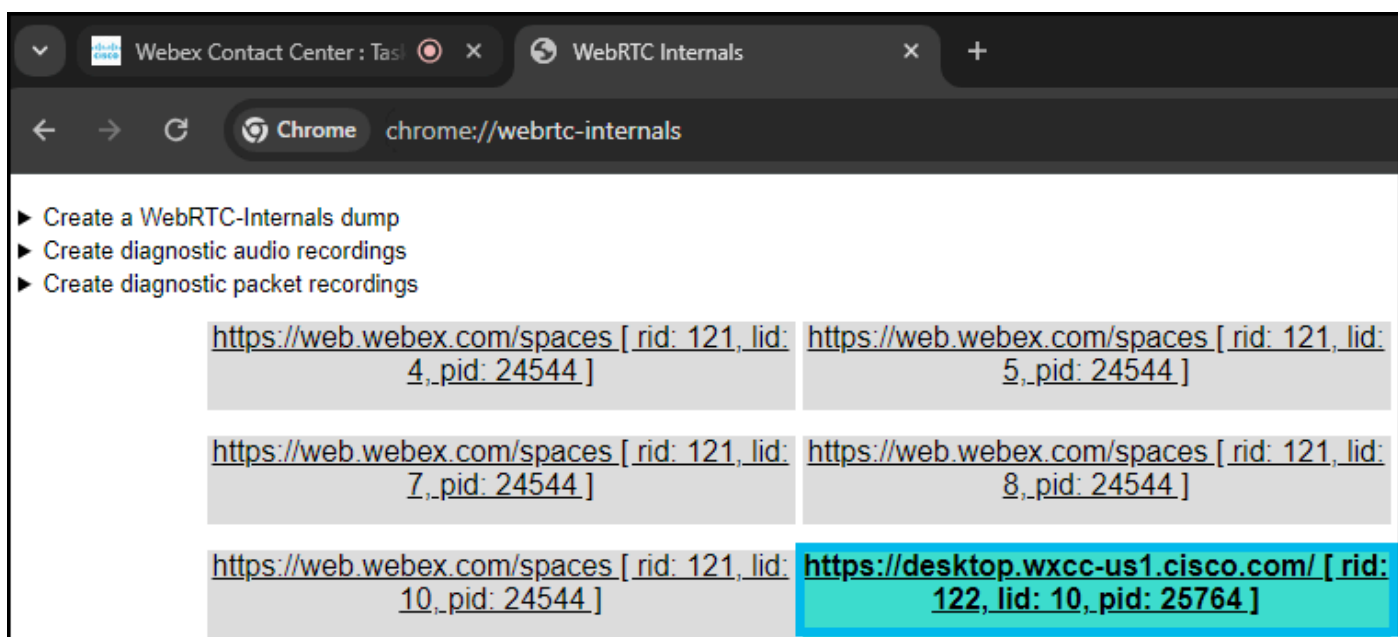 Webex Contact Center : Tas
WebRTC Internals
Chrome chrome://webrtc-internals
► Create a WebRTC-Internals dump
► Create diagnostic audio recordings
► Create diagnostic packet recordings
https://web.webex.com/spaces [ rid: 121, lid:
4, pid: 24544 ]
https://web.webex.com/spaces [ rid: 121, lid:
5, pid: 24544 ]
https://web.webex.com/spaces [ rid: 121, lid:
7, pid: 24544 ]
https://web.webex.com/spaces [ rid: 121, lid:
8, pid: 24544 ]
https://web.webex.com/spaces [ rid: 121, lid:
10, pid: 24544 ]
https://desktop.wxcc-us1.cisco.com/ [ rid:
122, lid: 10, pid: 25764 ]